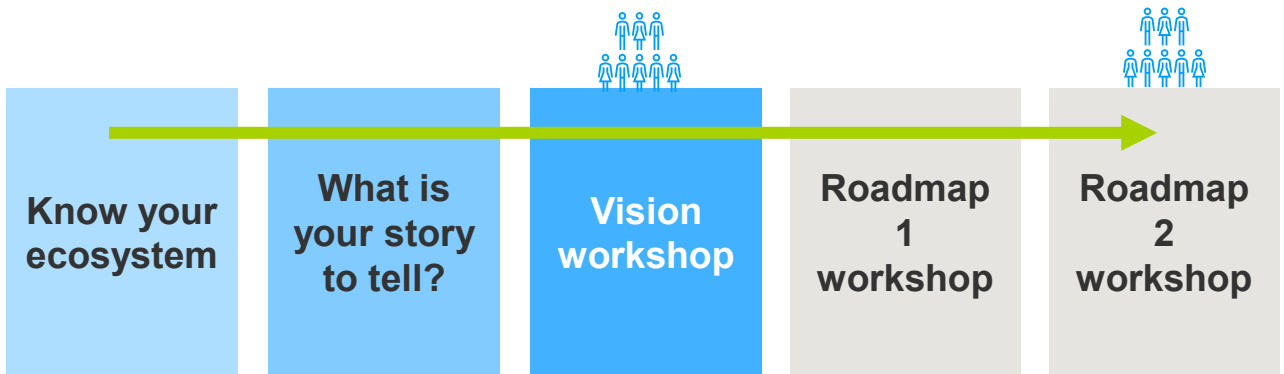 Know your
ecosystem
What is
your story
to tell?
Vision
workshop
Roadmap
1
workshop
Roadmap
2
workshop